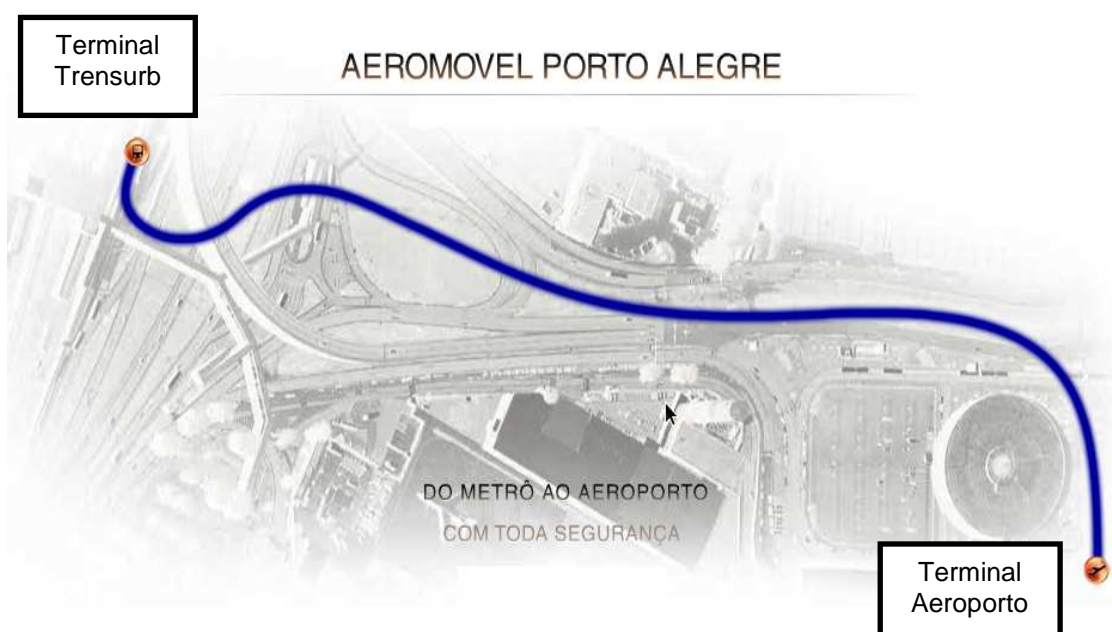 Terminal
Trensurb
AEROMOVEL PORTO ALEGRE
DO METRÔ AO AEROPORTO
COM TODA SEGURANÇA
Terminal
Aeroporto